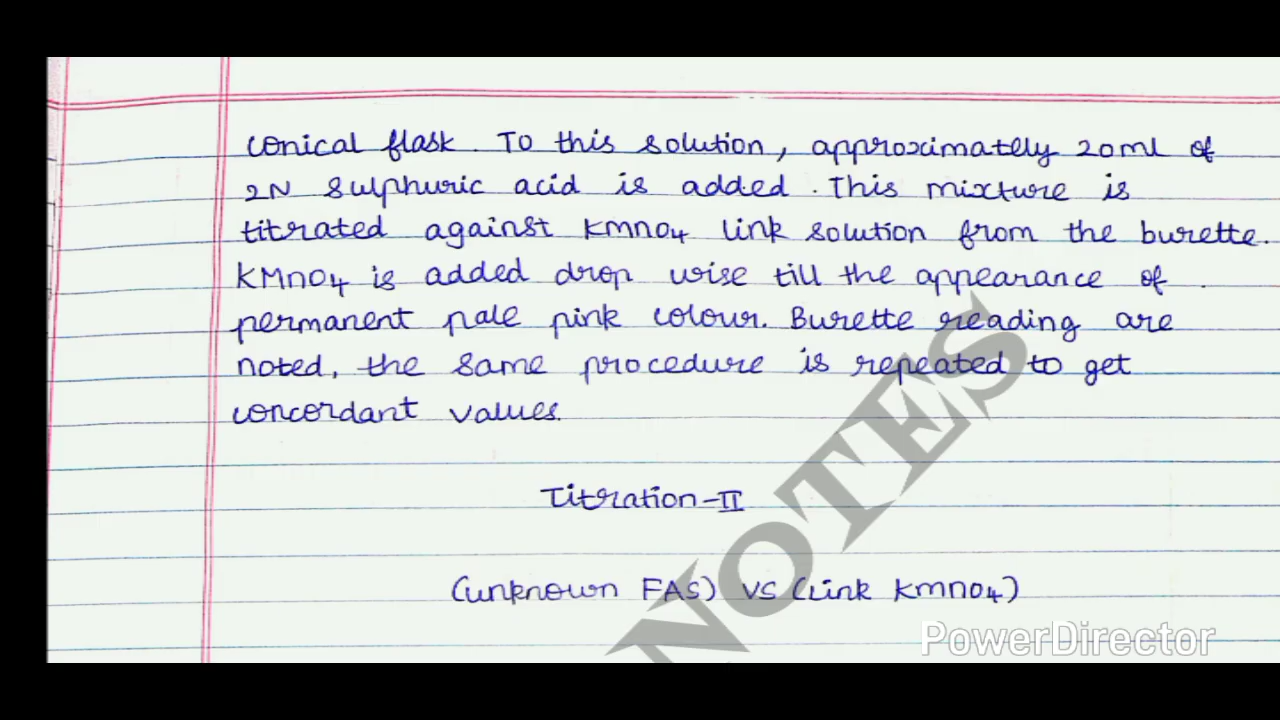 conical flask. To this solution, approximately 20ml of
2N sulphuric acid is added. This mixture is
titrated against Kmno4 link solution from the burette.
KMnO4 is added drop wise till the appearance of
permanent pale pink colour. Burette reading are
noted, the same procedure is repeated to get
concordant values.
Titration-II
(unknown FAS) vs (Link Kmno4)
NOTES
PowerDirector